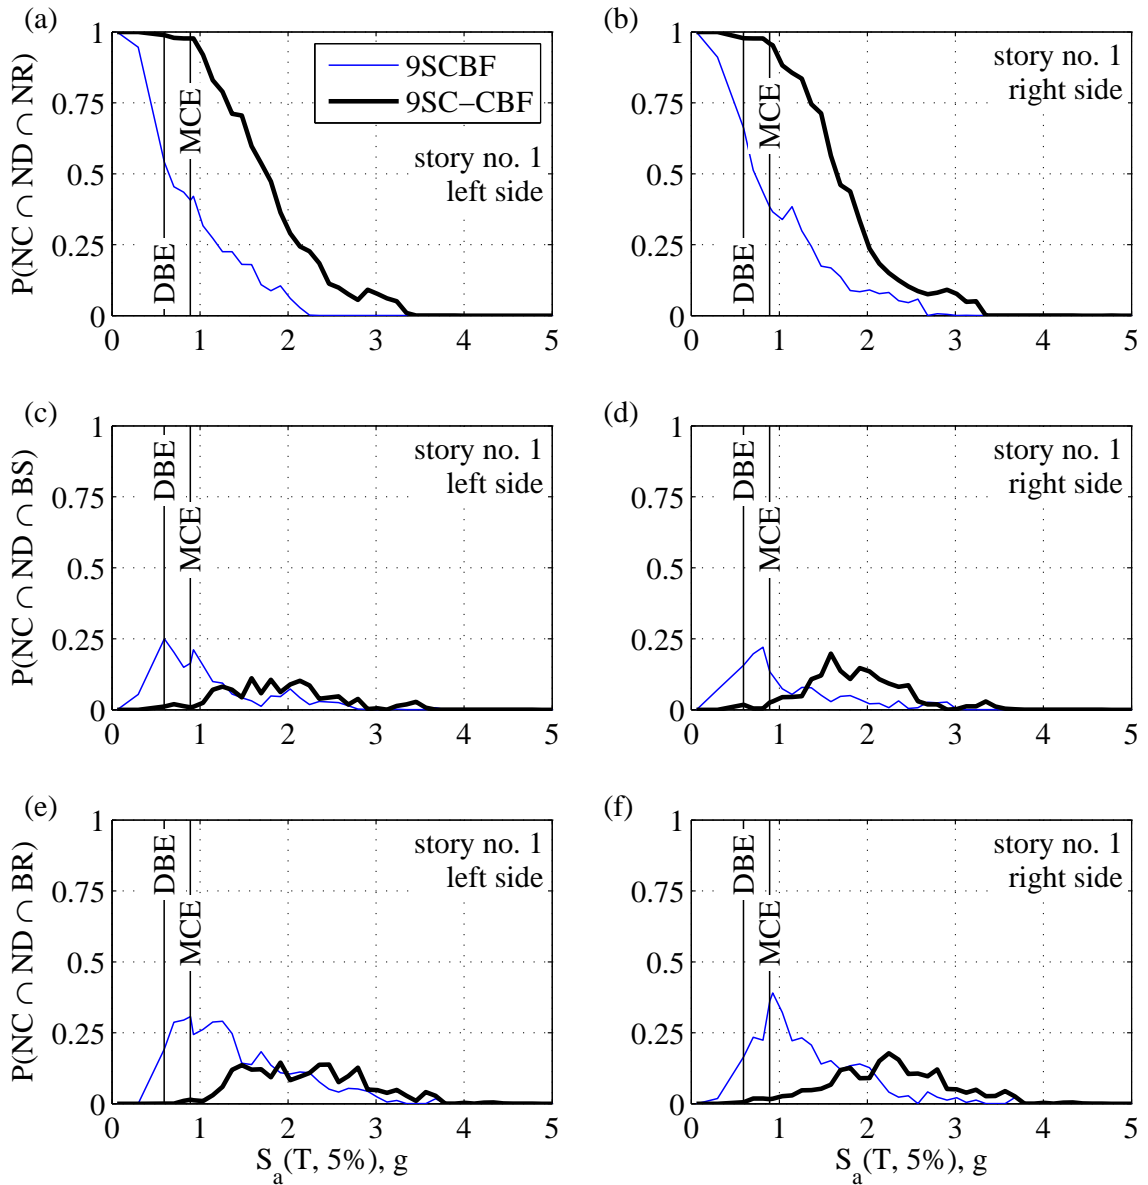 (a)
1
0.75
0.5
0.25
0
P(NC ∩ ND ∩ NR)
9SCBF
9SC−CBF
story no. 1
left side
DBE
MCE
0 1 2 3 4 5
(b)
1
0.75
0.5
0.25
0
story no. 1
right side
DBE
MCE
0 1 2 3 4 5
(c)
1
0.75
0.5
0.25
0
P(NC ∩ ND ∩ BS)
story no. 1
left side
DBE
MCE
0 1 2 3 4 5
(d)
1
0.75
0.5
0.25
0
story no. 1
right side
DBE
MCE
0 1 2 3 4 5
(e)
1
0.75
0.5
0.25
0
P(NC ∩ ND ∩ BR)
story no. 1
left side
DBE
MCE
0 1 2 3 4 5
S_a(T, 5%), g
(f)
1
0.75
0.5
0.25
0
story no. 1
right side
DBE
MCE
0 1 2 3 4 5
S_a(T, 5%), g